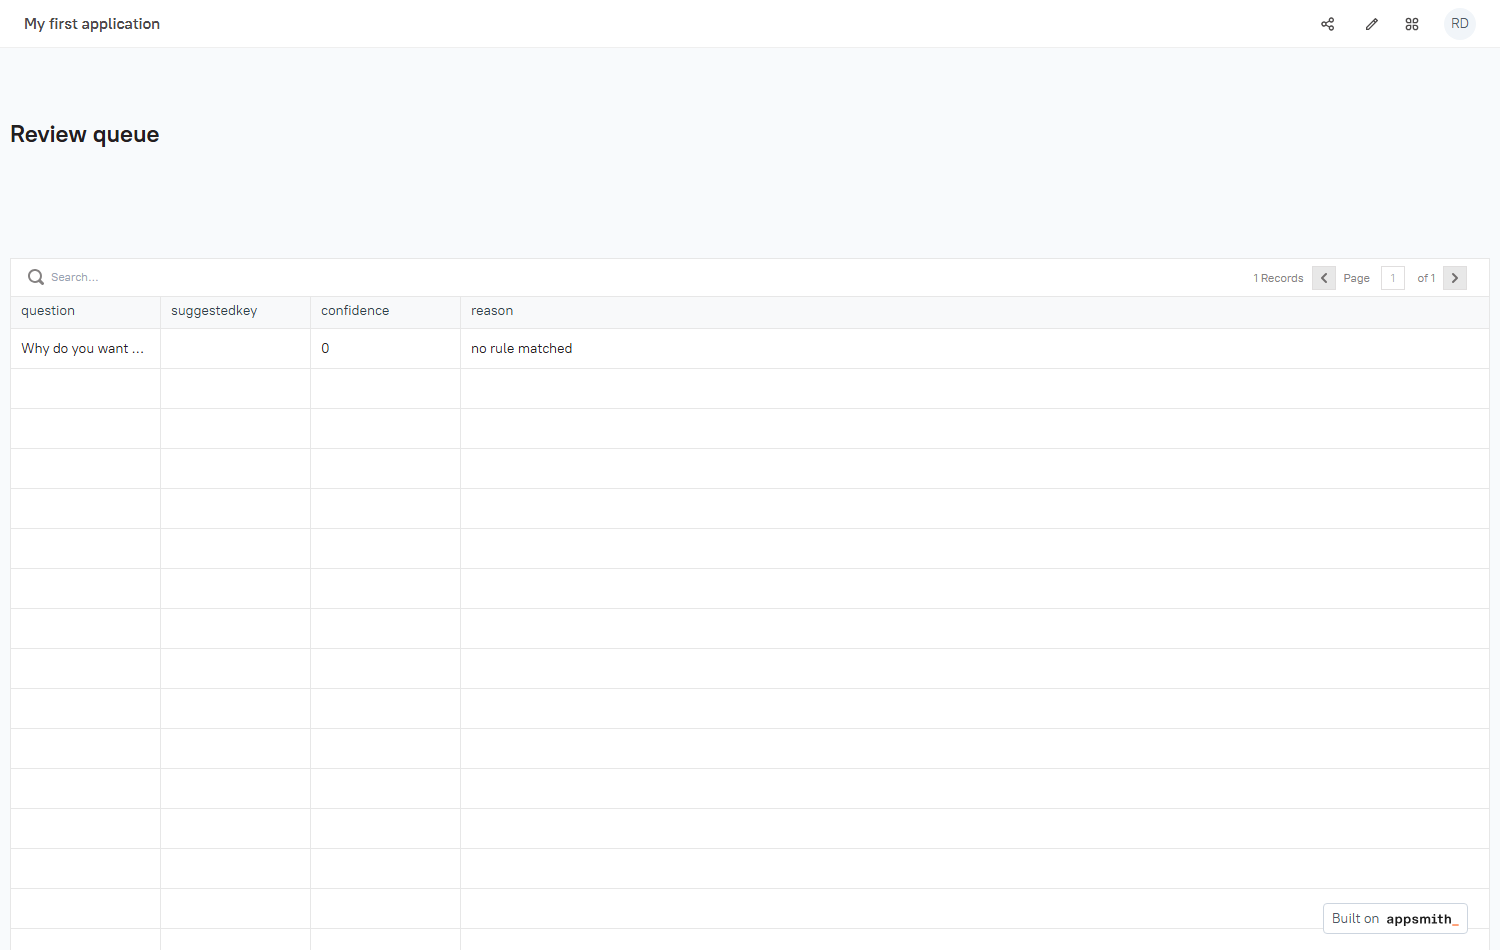 My first application
RD
Review queue
Search...
1 Records
Page
1
of 1
question suggestedkey confidence reason
Why do you want ... 0 no rule matched
Built on appsmith_